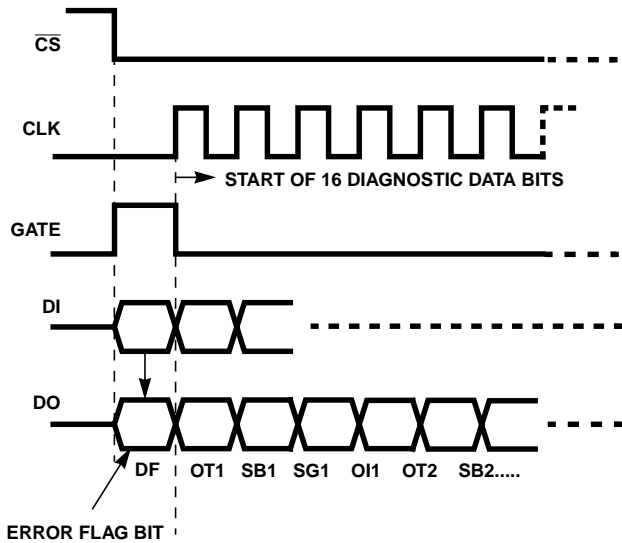 CS
CLK
START OF 16 DIAGNOSTIC DATA BITS
GATE
DI
DO
DF OT1 SB1 SG1 OI1 OT2 SB2.....
ERROR FLAG BIT